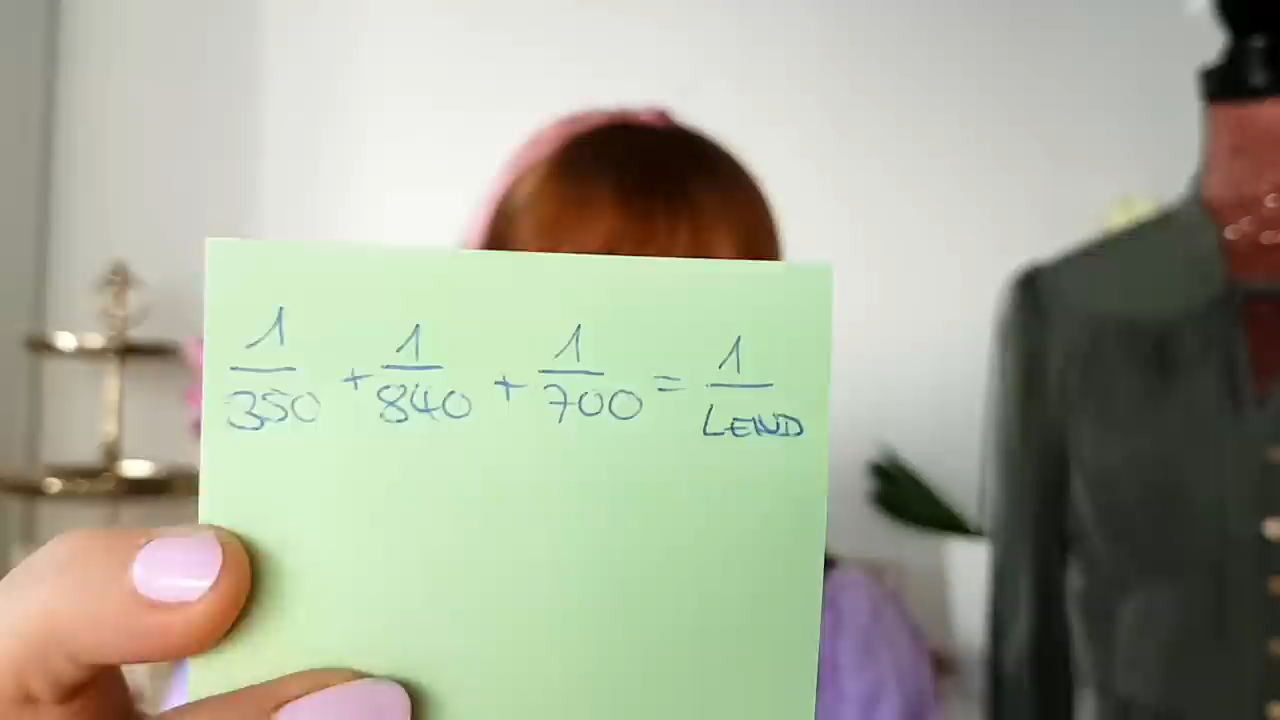 1/350 + 1/840 + 1/700 = 1/LEND